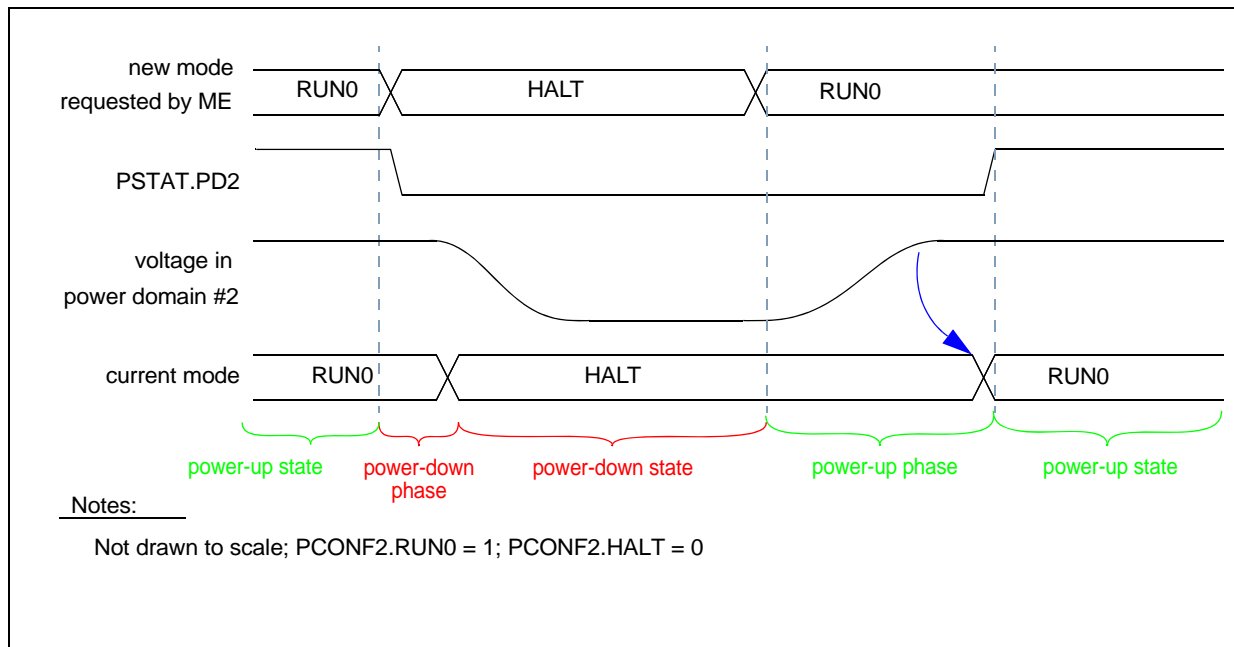 new mode
requested by ME
RUN0
HALT
RUN0
PSTAT.PD2
voltage in
power domain #2
current mode
RUN0
HALT
RUN0
power-up state
power-down
phase
power-down state
power-up phase
power-up state
Notes:
Not drawn to scale; PCONF2.RUN0 = 1; PCONF2.HALT = 0